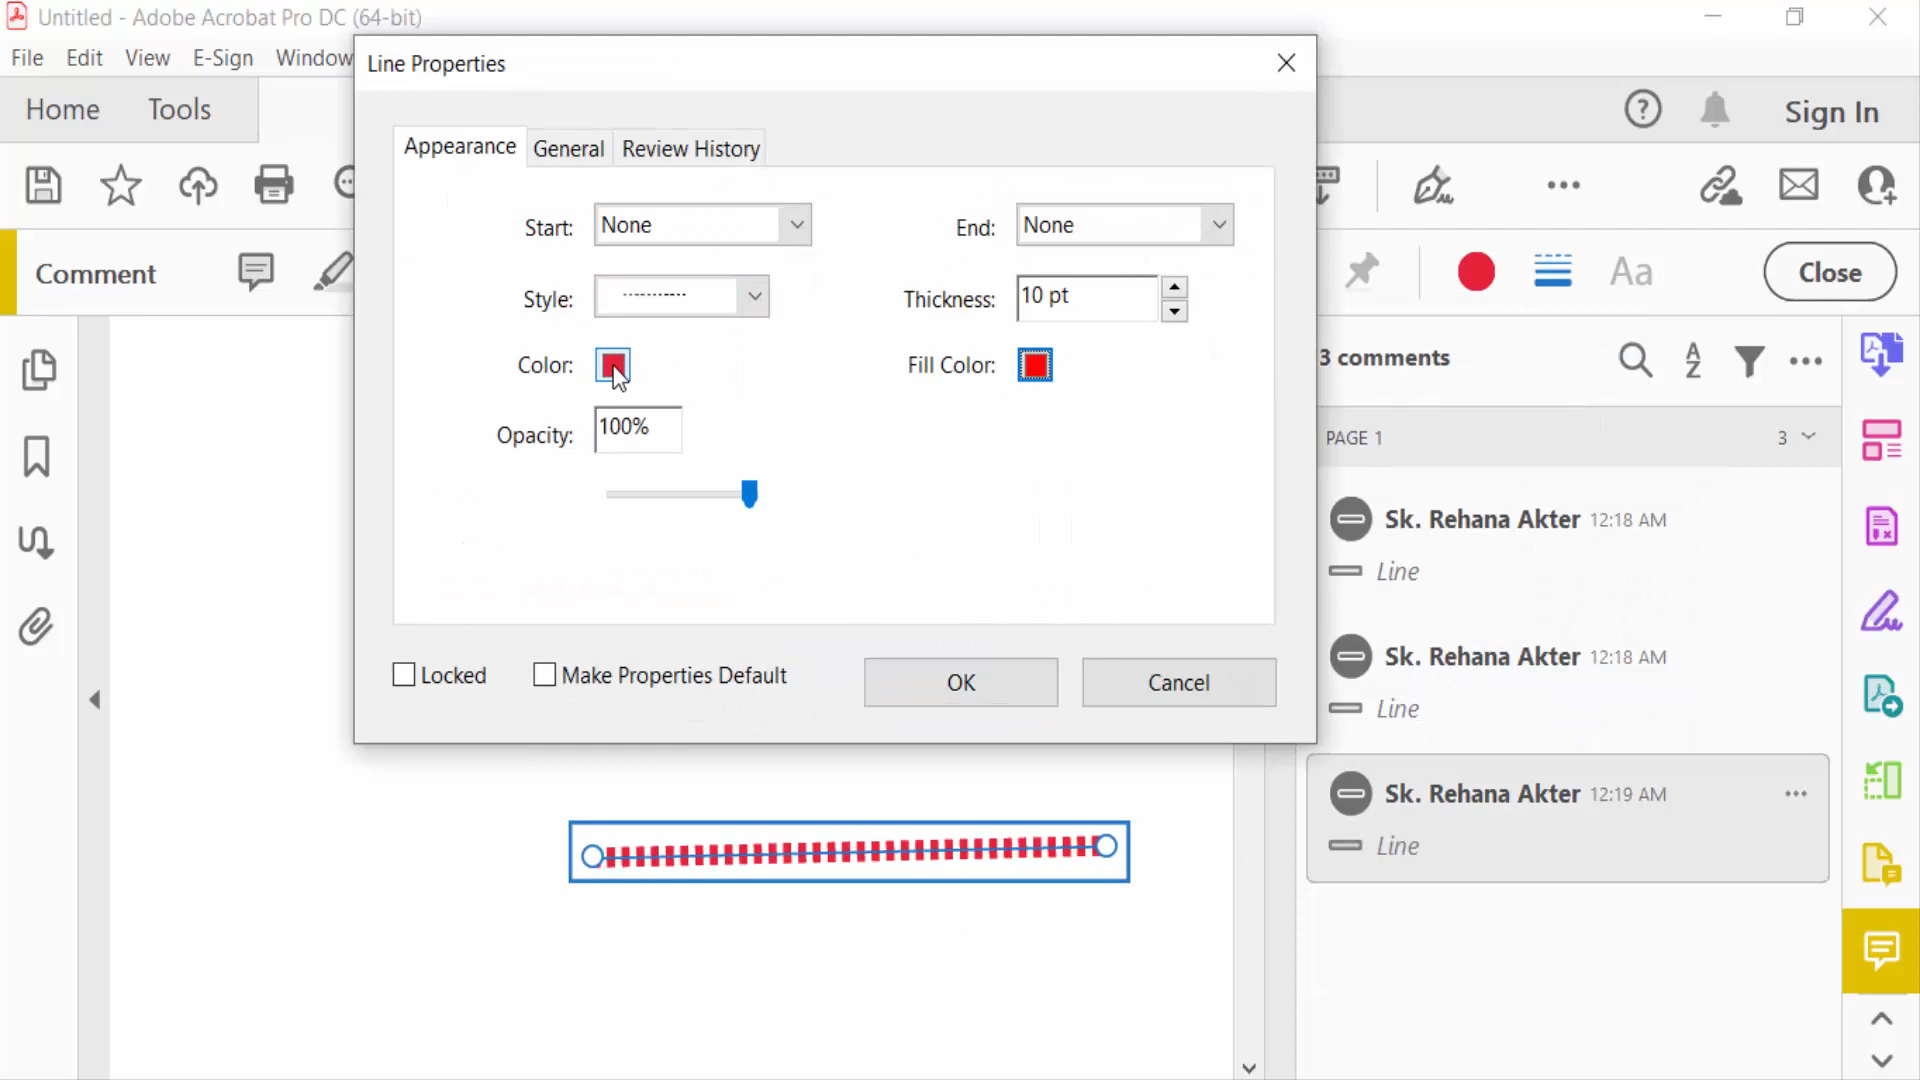 Untitled - Adobe Acrobat Pro DC (64-bit)
File Edit View E-Sign Window
Line Properties
Home Tools
Sign In
Appearance General Review History
Start: None End: None
Comment
Aa Close
Style: Thickness: 10 pt
Color: Fill Color:
3 comments
A
Z
Opacity: 100%
PAGE 1 3
Sk. Rehana Akter 12:18 AM
Line
Sk. Rehana Akter 12:18 AM
Line
Locked Make Properties Default OK Cancel
Sk. Rehana Akter 12:19 AM
Line